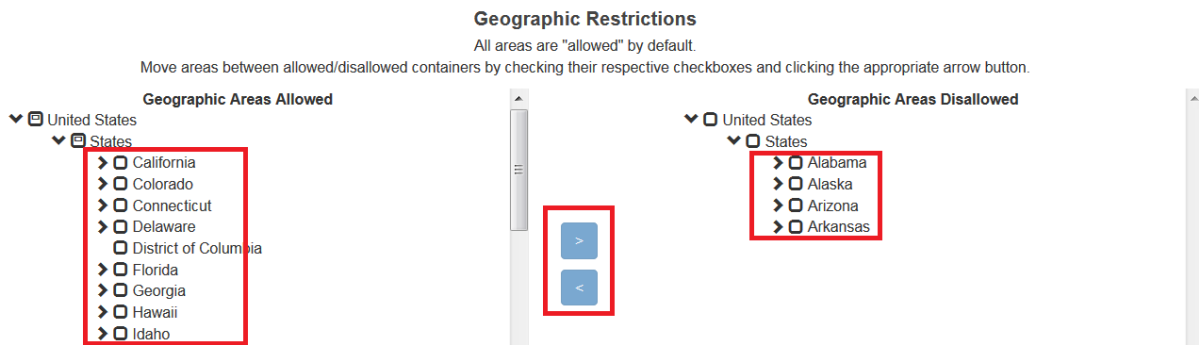 Geographic Restrictions
All areas are "allowed" by default.
Move areas between allowed/disallowed containers by checking their respective checkboxes and clicking the appropriate arrow button.
Geographic Areas Allowed
United States
States
California
Colorado
Connecticut
Delaware
District of Columbia
Florida
Georgia
Hawaii
Idaho
>
<
Geographic Areas Disallowed
United States
States
Alabama
Alaska
Arizona
Arkansas